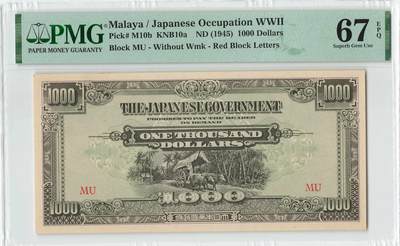 PMG
PAPER MONEY GUARANTY
Malaya / Japanese Occupation WWII
Pick# M10b KNB10a ND (1945) 1000 Dollars
Block MU - Without Wmk - Red Block Letters
67 EPQ
Superb Gem Unc
1000 1000
THE JAPANESE GOVERNMENT
PROMISES TO PAY THE BEARER
ON DEMAND
ONE THOUSAND
DOLLARS
MU MU
1000 1000 1000